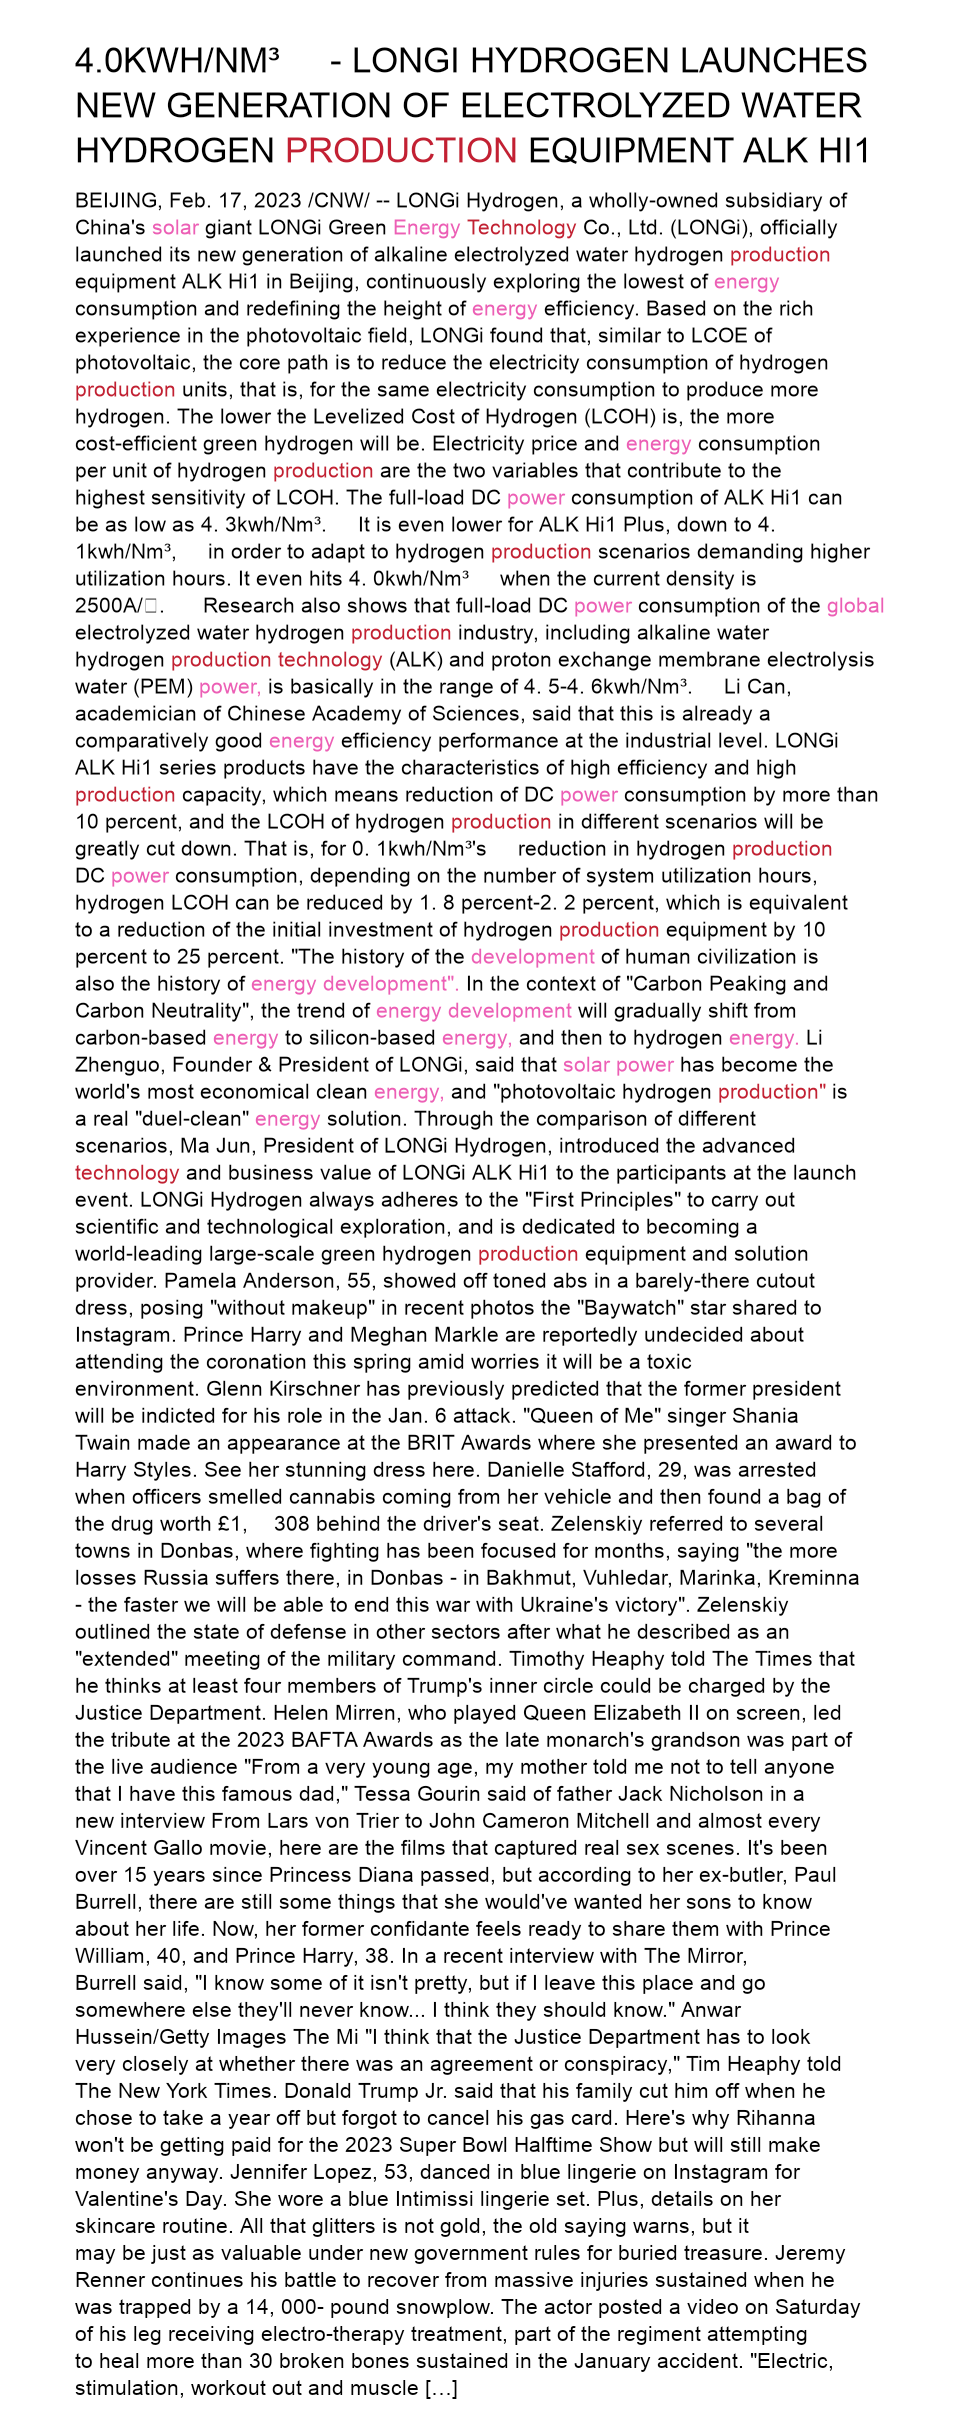 4.0KWH/NM³ - LONGI HYDROGEN LAUNCHES
NEW GENERATION OF ELECTROLYZED WATER
HYDROGEN PRODUCTION EQUIPMENT ALK HI1
BEIJING, Feb. 17, 2023 /CNW/ -- LONGi Hydrogen, a wholly-owned subsidiary of
China's solar giant LONGi Green Energy Technology Co., Ltd. (LONGi), officially
launched its new generation of alkaline electrolyzed water hydrogen production
equipment ALK Hi1 in Beijing, continuously exploring the lowest of energy
consumption and redefining the height of energy efficiency. Based on the rich
experience in the photovoltaic field, LONGi found that, similar to LCOE of
photovoltaic, the core path is to reduce the electricity consumption of hydrogen
production units, that is, for the same electricity consumption to produce more
hydrogen. The lower the Levelized Cost of Hydrogen (LCOH) is, the more
cost-efficient green hydrogen will be. Electricity price and energy consumption
per unit of hydrogen production are the two variables that contribute to the
highest sensitivity of LCOH. The full-load DC power consumption of ALK Hi1 can
be as low as 4. 3kwh/Nm³. It is even lower for ALK Hi1 Plus, down to 4.
1kwh/Nm³, in order to adapt to hydrogen production scenarios demanding higher
utilization hours. It even hits 4. 0kwh/Nm³ when the current density is
2500A/□. Research also shows that full-load DC power consumption of the global
electrolyzed water hydrogen production industry, including alkaline water
hydrogen production technology (ALK) and proton exchange membrane electrolysis
water (PEM) power, is basically in the range of 4. 5-4. 6kwh/Nm³. Li Can,
academician of Chinese Academy of Sciences, said that this is already a
comparatively good energy efficiency performance at the industrial level. LONGi
ALK Hi1 series products have the characteristics of high efficiency and high
production capacity, which means reduction of DC power consumption by more than
10 percent, and the LCOH of hydrogen production in different scenarios will be
greatly cut down. That is, for 0. 1kwh/Nm³'s reduction in hydrogen production
DC power consumption, depending on the number of system utilization hours,
hydrogen LCOH can be reduced by 1. 8 percent-2. 2 percent, which is equivalent
to a reduction of the initial investment of hydrogen production equipment by 10
percent to 25 percent. "The history of the development of human civilization is
also the history of energy development". In the context of "Carbon Peaking and
Carbon Neutrality", the trend of energy development will gradually shift from
carbon-based energy to silicon-based energy, and then to hydrogen energy. Li
Zhenguo, Founder & President of LONGi, said that solar power has become the
world's most economical clean energy, and "photovoltaic hydrogen production" is
a real "duel-clean" energy solution. Through the comparison of different
scenarios, Ma Jun, President of LONGi Hydrogen, introduced the advanced
technology and business value of LONGi ALK Hi1 to the participants at the launch
event. LONGi Hydrogen always adheres to the "First Principles" to carry out
scientific and technological exploration, and is dedicated to becoming a
world-leading large-scale green hydrogen production equipment and solution
provider. Pamela Anderson, 55, showed off toned abs in a barely-there cutout
dress, posing "without makeup" in recent photos the "Baywatch" star shared to
Instagram. Prince Harry and Meghan Markle are reportedly undecided about
attending the coronation this spring amid worries it will be a toxic
environment. Glenn Kirschner has previously predicted that the former president
will be indicted for his role in the Jan. 6 attack. "Queen of Me" singer Shania
Twain made an appearance at the BRIT Awards where she presented an award to
Harry Styles. See her stunning dress here. Danielle Stafford, 29, was arrested
when officers smelled cannabis coming from her vehicle and then found a bag of
the drug worth £1, 308 behind the driver's seat. Zelenskiy referred to several
towns in Donbas, where fighting has been focused for months, saying "the more
losses Russia suffers there, in Donbas - in Bakhmut, Vuhledar, Marinka, Kreminna
- the faster we will be able to end this war with Ukraine's victory". Zelenskiy
outlined the state of defense in other sectors after what he described as an
"extended" meeting of the military command. Timothy Heaphy told The Times that
he thinks at least four members of Trump's inner circle could be charged by the
Justice Department. Helen Mirren, who played Queen Elizabeth II on screen, led
the tribute at the 2023 BAFTA Awards as the late monarch's grandson was part of
the live audience "From a very young age, my mother told me not to tell anyone
that I have this famous dad," Tessa Gourin said of father Jack Nicholson in a
new interview From Lars von Trier to John Cameron Mitchell and almost every
Vincent Gallo movie, here are the films that captured real sex scenes. It's been
over 15 years since Princess Diana passed, but according to her ex-butler, Paul
Burrell, there are still some things that she would've wanted her sons to know
about her life. Now, her former confidante feels ready to share them with Prince
William, 40, and Prince Harry, 38. In a recent interview with The Mirror,
Burrell said, "I know some of it isn't pretty, but if I leave this place and go
somewhere else they'll never know... I think they should know." Anwar
Hussein/Getty Images The Mi "I think that the Justice Department has to look
very closely at whether there was an agreement or conspiracy," Tim Heaphy told
The New York Times. Donald Trump Jr. said that his family cut him off when he
chose to take a year off but forgot to cancel his gas card. Here's why Rihanna
won't be getting paid for the 2023 Super Bowl Halftime Show but will still make
money anyway. Jennifer Lopez, 53, danced in blue lingerie on Instagram for
Valentine's Day. She wore a blue Intimissi lingerie set. Plus, details on her
skincare routine. All that glitters is not gold, the old saying warns, but it
may be just as valuable under new government rules for buried treasure. Jeremy
Renner continues his battle to recover from massive injuries sustained when he
was trapped by a 14, 000- pound snowplow. The actor posted a video on Saturday
of his leg receiving electro-therapy treatment, part of the regiment attempting
to heal more than 30 broken bones sustained in the January accident. "Electric,
stimulation, workout out and muscle […]